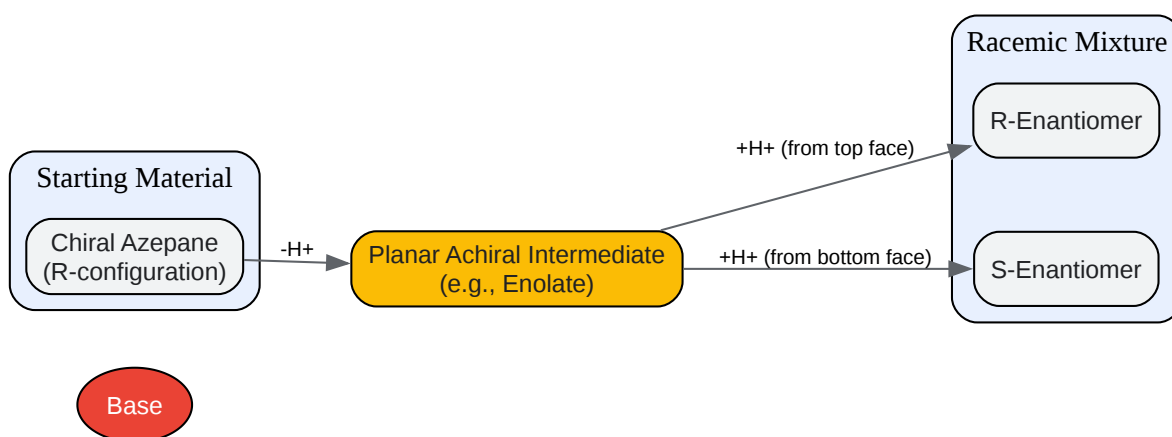 Starting Material
Chiral Azepane
(R-configuration)
-H+
Planar Achiral Intermediate
(e.g., Enolate)
+H+ (from top face)
+H+ (from bottom face)
Racemic Mixture
R-Enantiomer
S-Enantiomer
Base